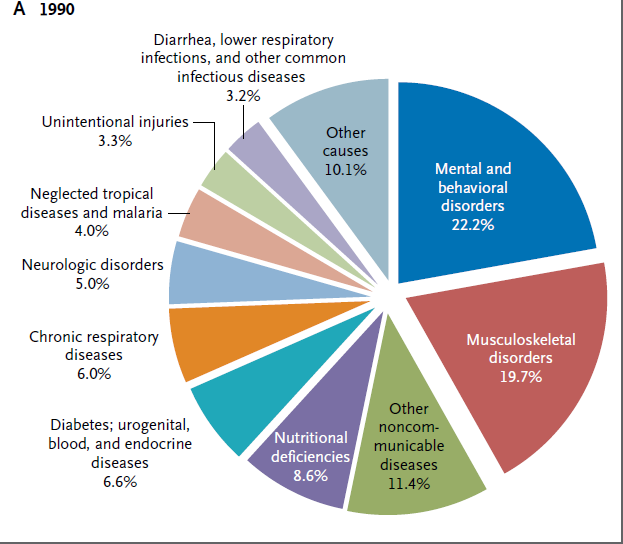 A 1990
Diarrhea, lower respiratory
infections, and other common
infectious diseases
3.2%
Unintentional injuries
3.3%
Neglected tropical
diseases and malaria
4.0%
Neurologic disorders
5.0%
Chronic respiratory
diseases
6.0%
Diabetes; urogenital,
blood, and endocrine
diseases
6.6%
Nutritional
deficiencies
8.6%
Other
noncom-
municable
diseases
11.4%
Musculoskeletal
disorders
19.7%
Mental and
behavioral
disorders
22.2%
Other
causes
10.1%